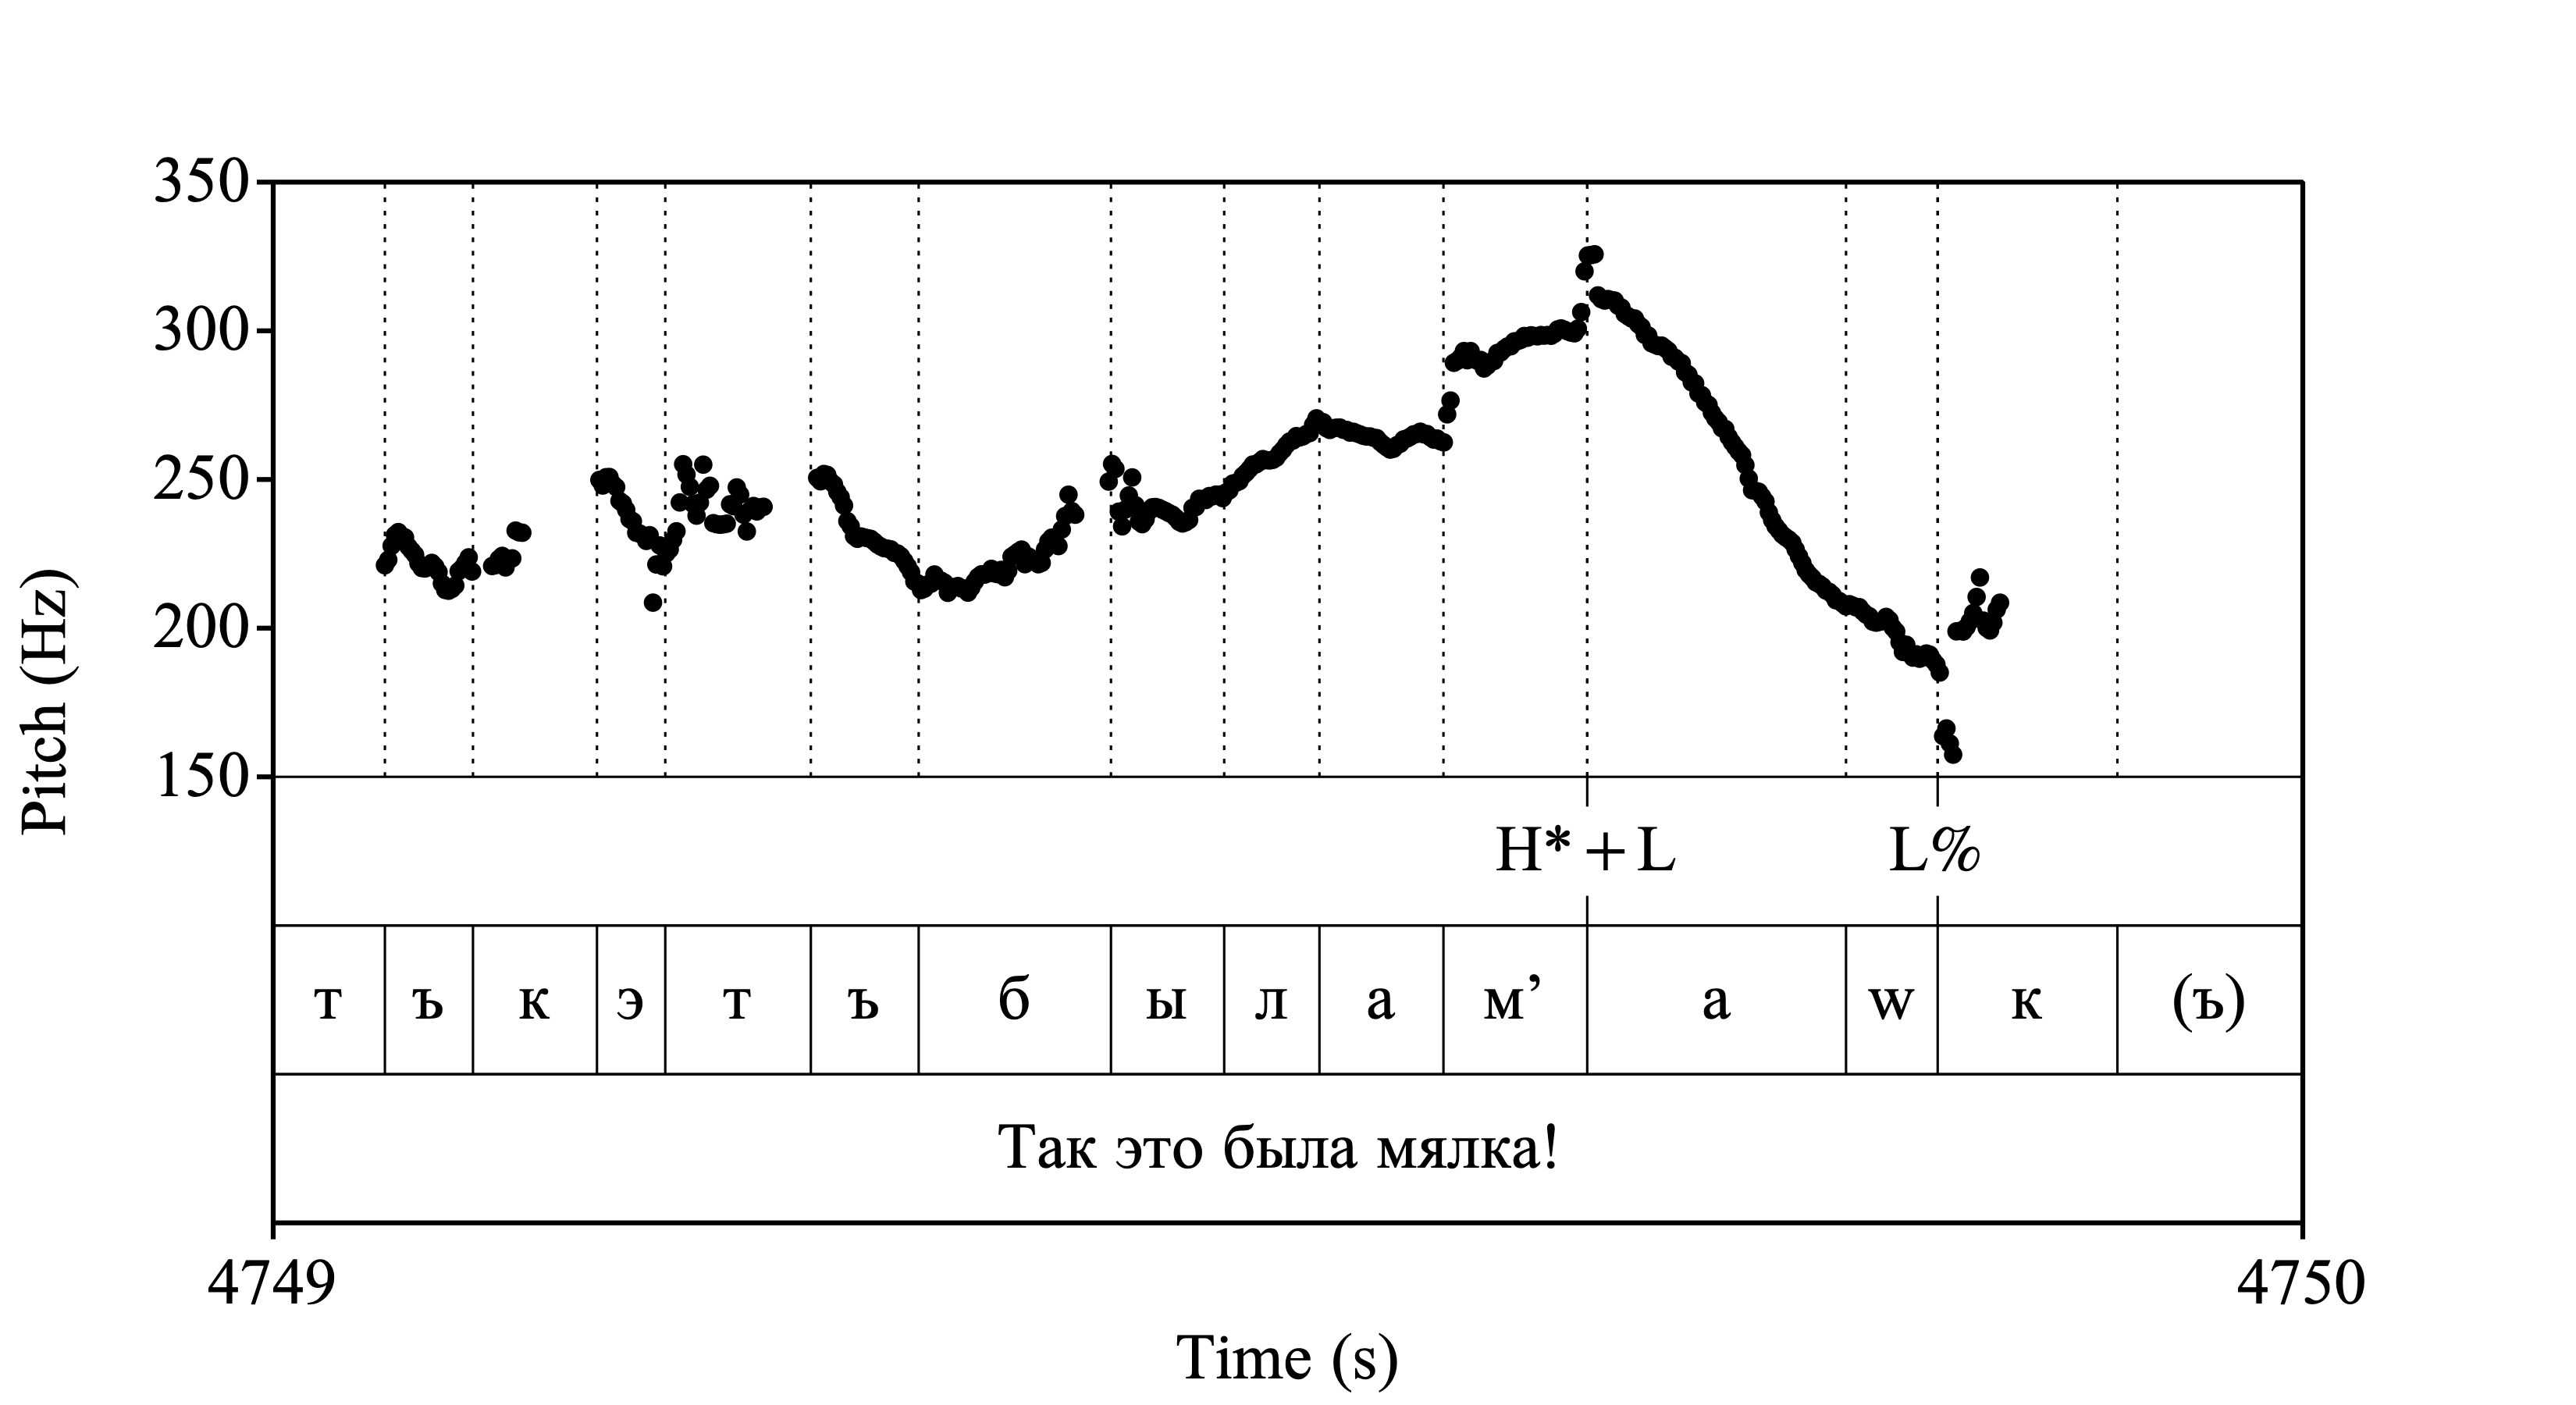 350
300
250
200
150
Pitch (Hz)
H* + L L%
т ъ к э т ъ б ы л а м’ а w к (ъ)
Так это была мялка!
4749 4750
Time (s)